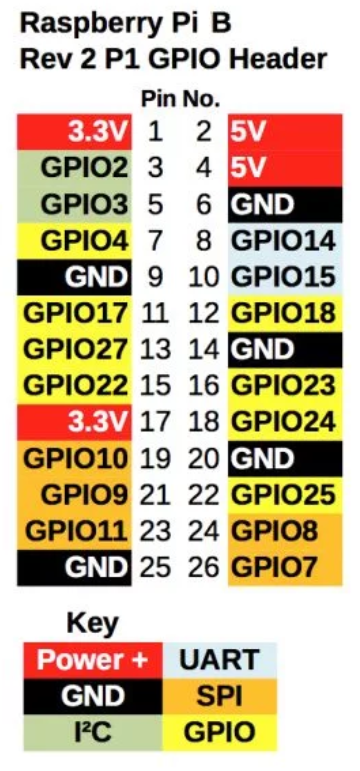 Raspberry Pi B
Rev 2 P1 GPIO Header
Pin No.
3.3V 1 2 5V
GPIO2 3 4 5V
GPIO3 5 6 GND
GPIO4 7 8 GPIO14
GND 9 10 GPIO15
GPIO17 11 12 GPIO18
GPIO27 13 14 GND
GPIO22 15 16 GPIO23
3.3V 17 18 GPIO24
GPIO10 19 20 GND
GPIO9 21 22 GPIO25
GPIO11 23 24 GPIO8
GND 25 26 GPIO7
Key
Power + UART
GND SPI
I²C GPIO